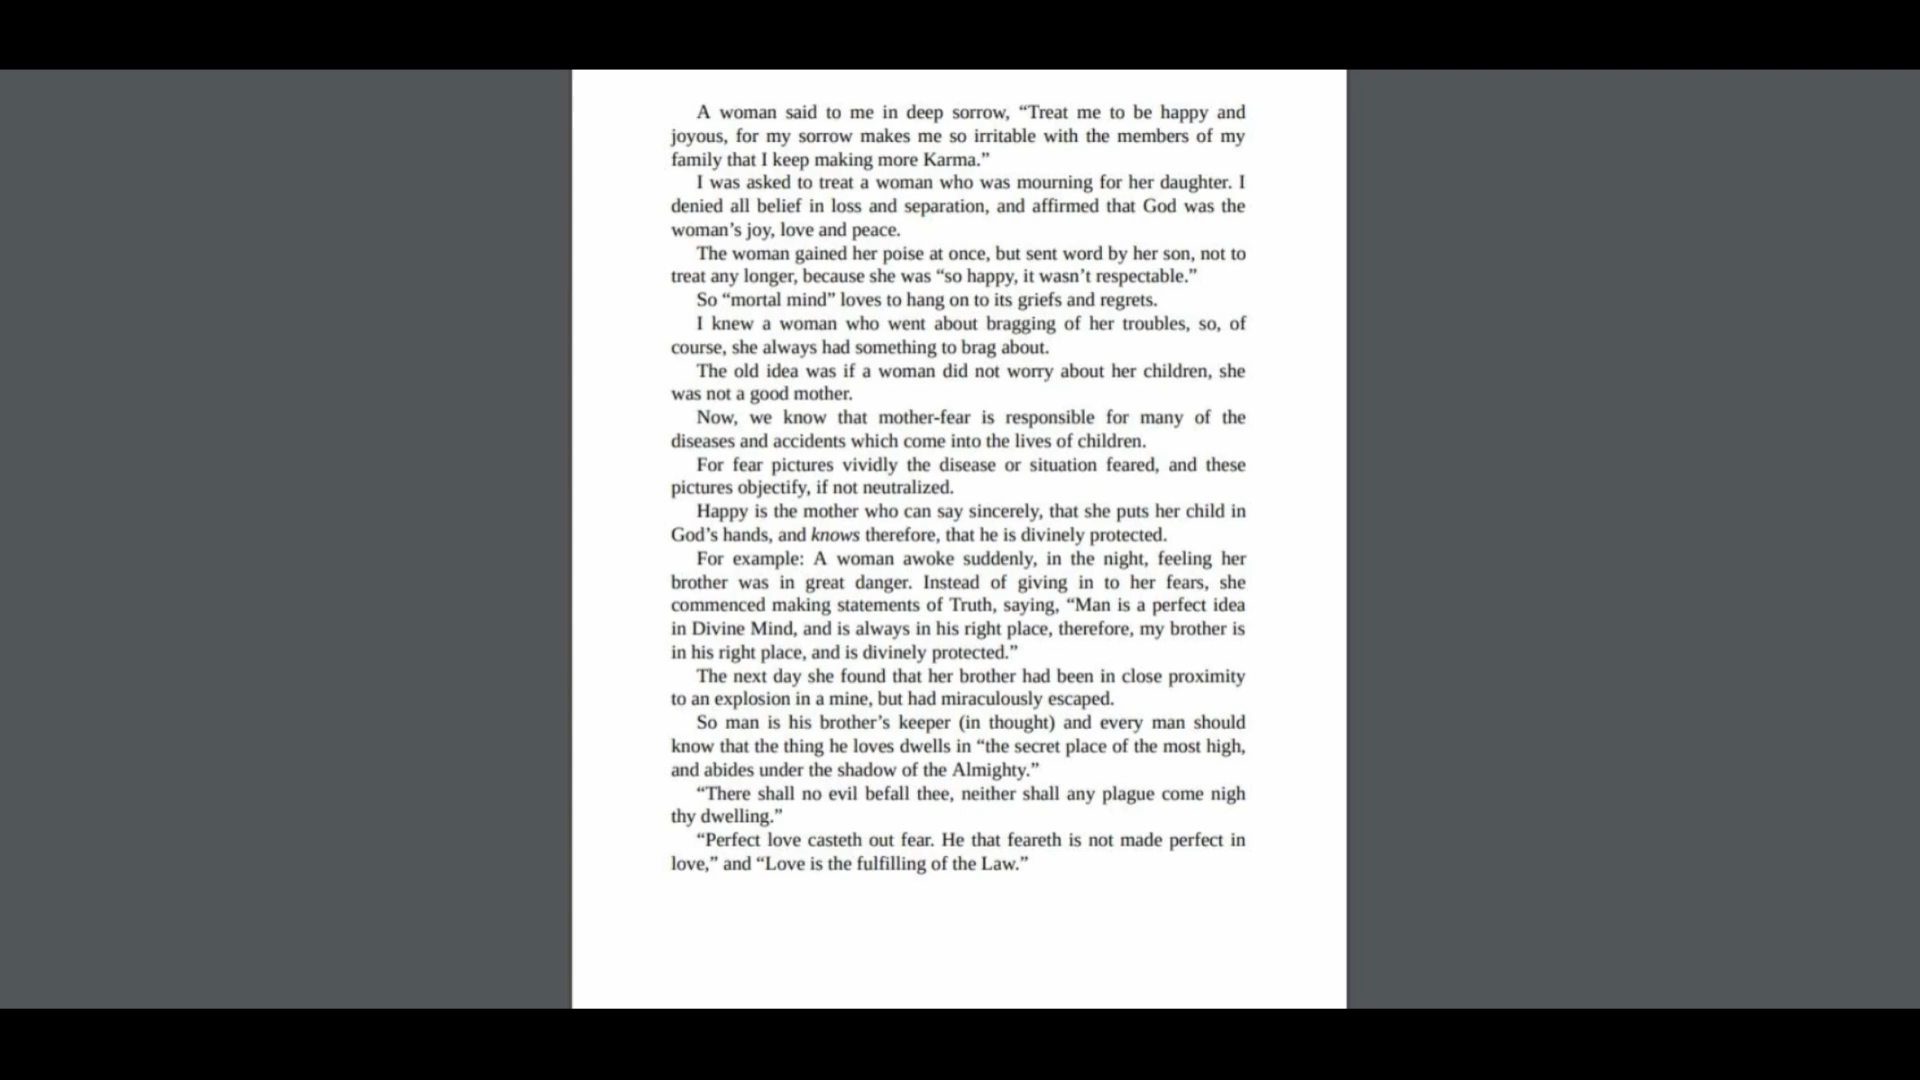 A woman said to me in deep sorrow, “Treat me to be happy and
joyous, for my sorrow makes me so irritable with the members of my
family that I keep making more Karma.”
I was asked to treat a woman who was mourning for her daughter. I
denied all belief in loss and separation, and affirmed that God was the
woman’s joy, love and peace.
The woman gained her poise at once, but sent word by her son, not to
treat any longer, because she was “so happy, it wasn’t respectable.”
So “mortal mind” loves to hang on to its griefs and regrets.
I knew a woman who went about bragging of her troubles, so, of
course, she always had something to brag about.
The old idea was if a woman did not worry about her children, she
was not a good mother.
Now, we know that mother-fear is responsible for many of the
diseases and accidents which come into the lives of children.
For fear pictures vividly the disease or situation feared, and these
pictures objectify, if not neutralized.
Happy is the mother who can say sincerely, that she puts her child in
God’s hands, and knows therefore, that he is divinely protected.
For example: A woman awoke suddenly, in the night, feeling her
brother was in great danger. Instead of giving in to her fears, she
commenced making statements of Truth, saying, “Man is a perfect idea
in Divine Mind, and is always in his right place, therefore, my brother is
in his right place, and is divinely protected.”
The next day she found that her brother had been in close proximity
to an explosion in a mine, but had miraculously escaped.
So man is his brother’s keeper (in thought) and every man should
know that the thing he loves dwells in “the secret place of the most high,
and abides under the shadow of the Almighty.”
“There shall no evil befall thee, neither shall any plague come nigh
thy dwelling.”
“Perfect love casteth out fear. He that feareth is not made perfect in
love,” and “Love is the fulfilling of the Law.”